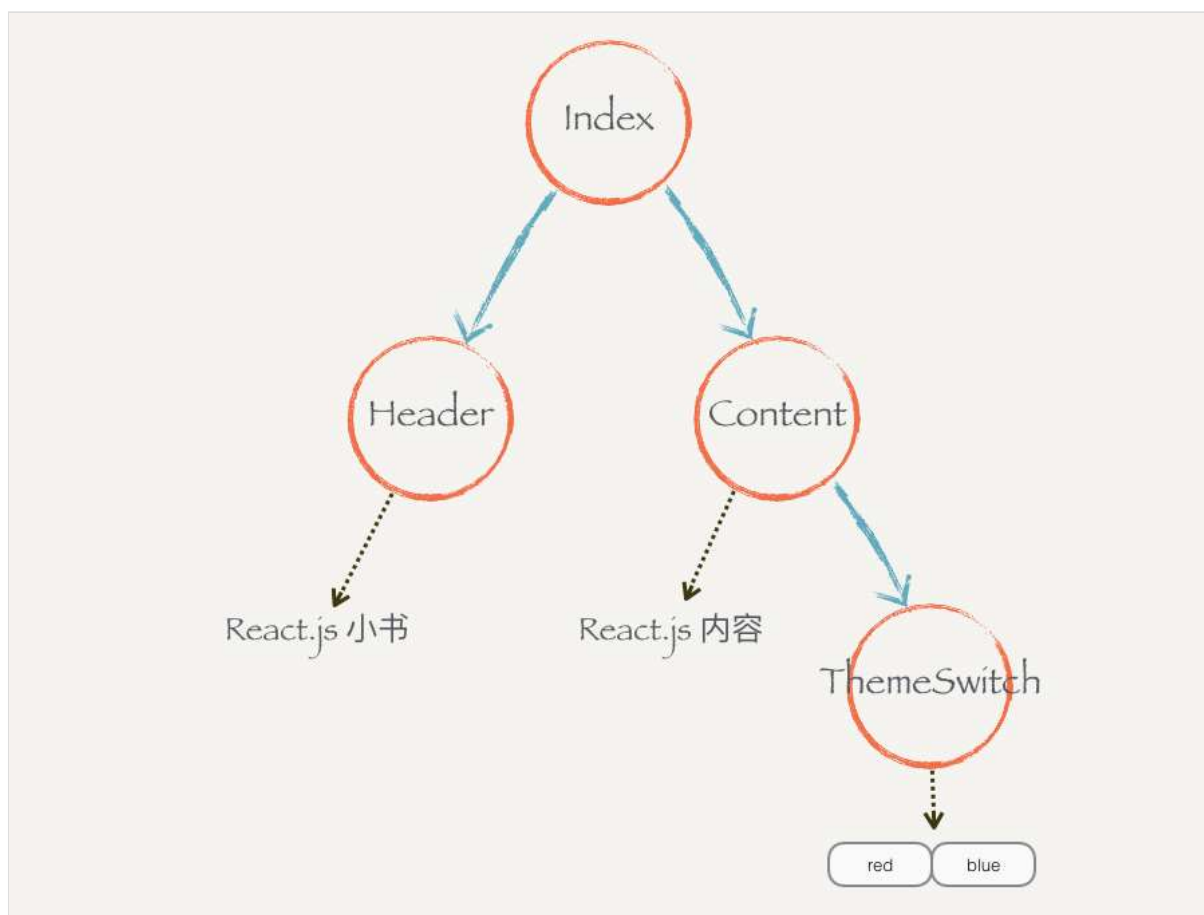 Index
Header
Content
React.js 小书
React.js 内容
ThemeSwitch
red
blue